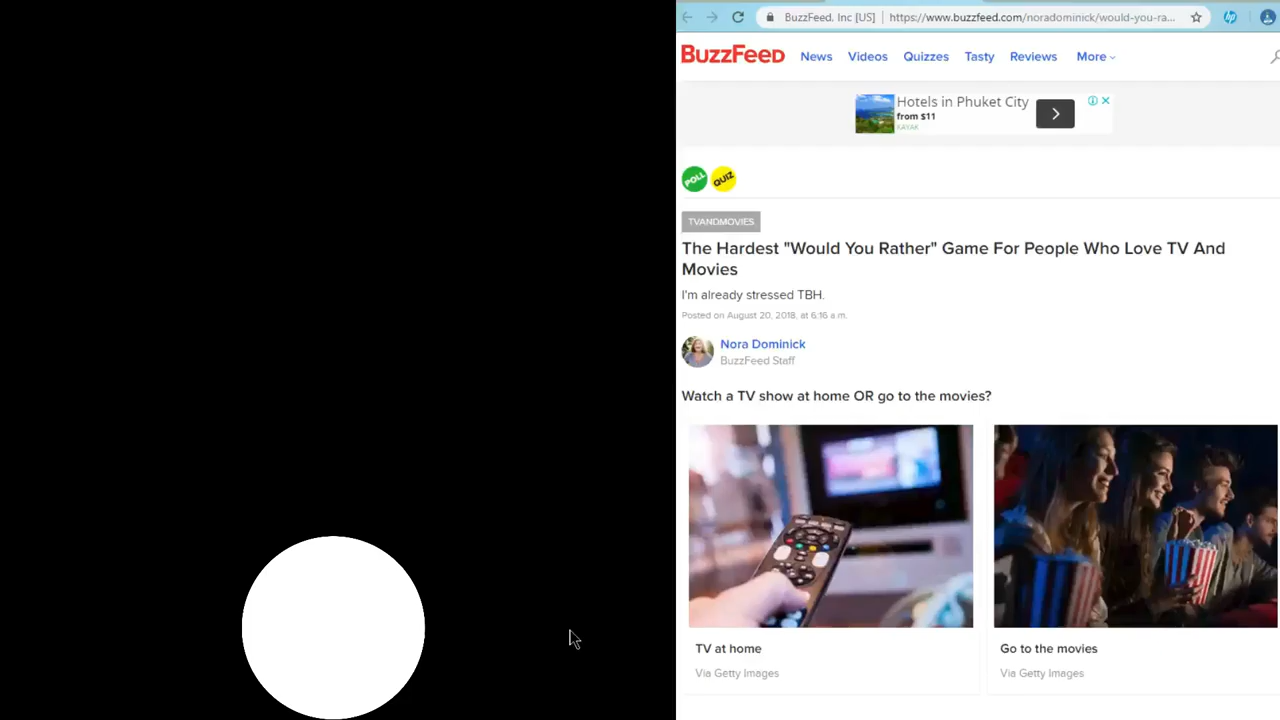 BuzzFeed, Inc [US] https://www.buzzfeed.com/noradominick/would-you-ra...
BuzzFeed News Videos Quizzes Tasty Reviews More
Hotels in Phuket City
from $11
KAYAK
POLL QUIZ
TVANDMOVIES
The Hardest "Would You Rather" Game For People Who Love TV And
Movies
I'm already stressed TBH.
Posted on August 20, 2018, at 6:16 a.m.
Nora Dominick
BuzzFeed Staff
Watch a TV show at home OR go to the movies?
TV at home Go to the movies
Via Getty Images Via Getty Images